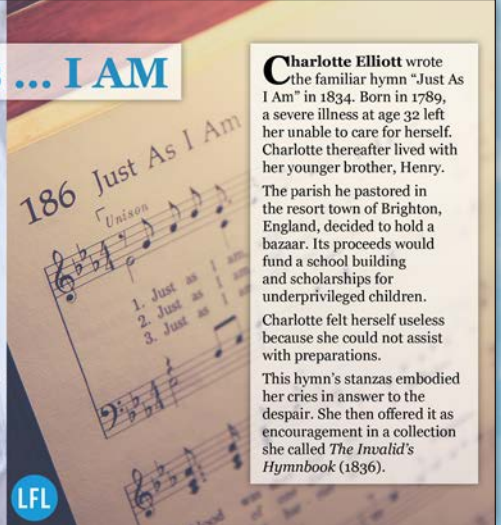 ... I AM
Charlotte Elliott wrote
the familiar hymn “Just As
I Am” in 1834. Born in 1789,
a severe illness at age 32 left
her unable to care for herself.
Charlotte thereafter lived with
her younger brother, Henry.
The parish he pastored in
the resort town of Brighton,
England, decided to hold a
bazaar. Its proceeds would
fund a school building
and scholarships for
underprivileged children.
Charlotte felt herself useless
because she could not assist
with preparations.
This hymn’s stanzas embodied
her cries in answer to the
despair. She then offered it as
encouragement in a collection
she called The Invalid’s
Hymnbook (1836).
186 Just As I Am
Unison
1. Just as I am
2. Just as I am
3. Just as I am
LFL